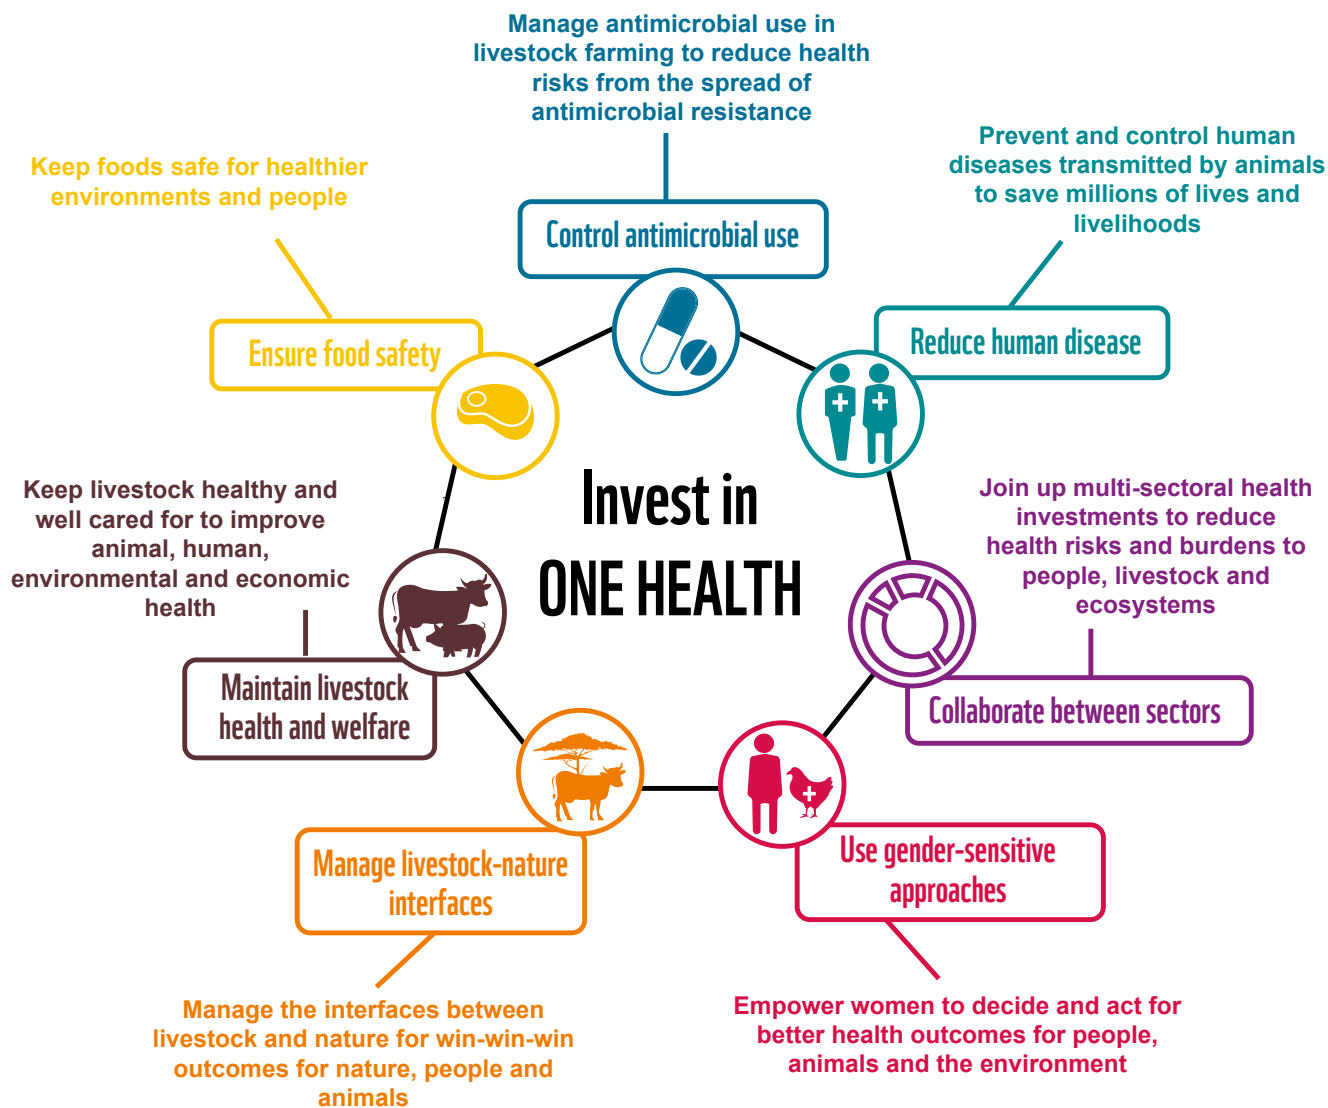 Manage antimicrobial use in
livestock farming to reduce health
risks from the spread of
antimicrobial resistance
Control antimicrobial use
Prevent and control human
diseases transmitted by animals
to save millions of lives and
livelihoods
Reduce human disease
Keep foods safe for healthier
environments and people
Ensure food safety
Invest in
ONE HEALTH
Join up multi-sectoral health
investments to reduce
health risks and burdens to
people, livestock and
ecosystems
Collaborate between sectors
Keep livestock healthy and
well cared for to improve
animal, human,
environmental and economic
health
Maintain livestock
health and welfare
Manage livestock-nature
interfaces
Manage the interfaces between
livestock and nature for win-win-win
outcomes for nature, people and
animals
Use gender-sensitive
approaches
Empower women to decide and act for
better health outcomes for people,
animals and the environment